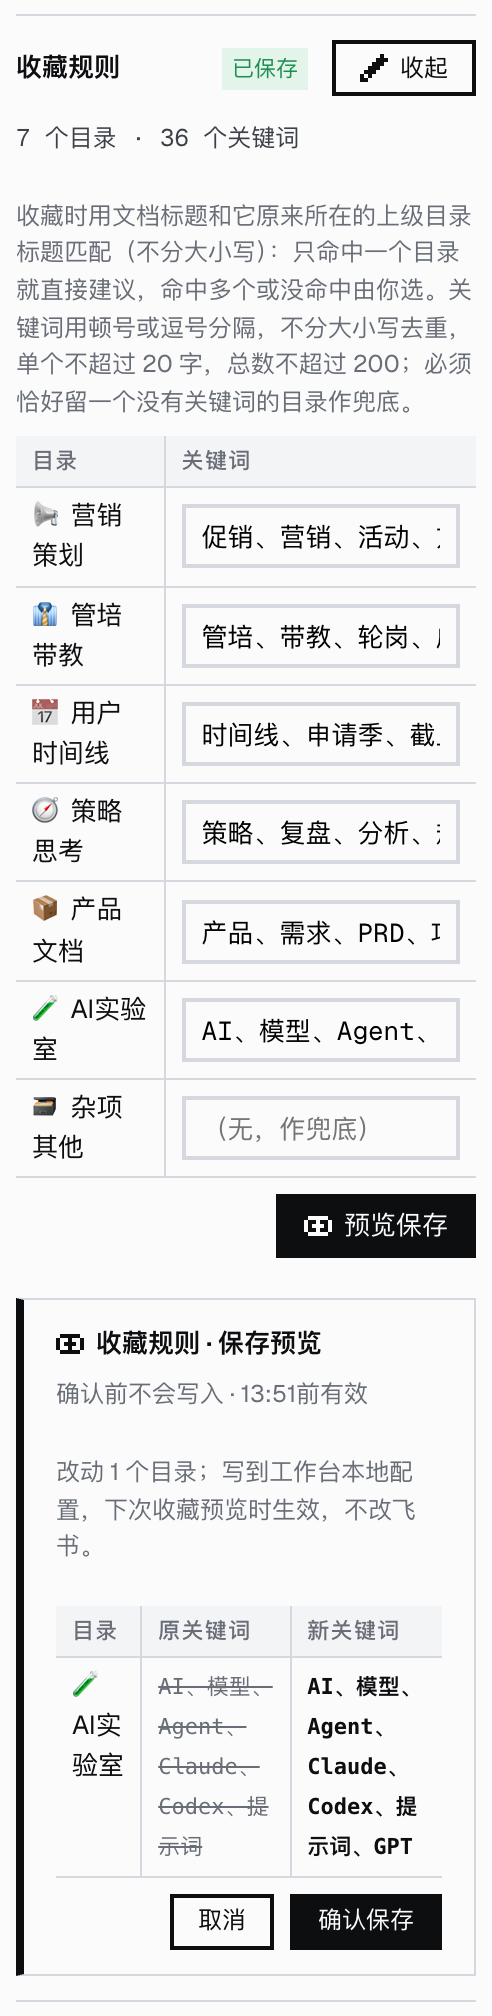 收藏规则
已保存
收起
7 个目录 · 36 个关键词
收藏时用文档标题和它原来所在的上级目录
标题匹配（不分大小写）：只命中一个目录
就直接建议，命中多个或没命中由你选。关
键词用顿号或逗号分隔，不分大小写去重，
单个不超过 20 字，总数不超过 200；必须
恰好留一个没有关键词的目录作兜底。
目录
关键词
营销
策划
促销、营销、活动、
管培
带教
管培、带教、轮岗、
17
用户
时间线
时间线、申请季、截
策略
思考
策略、复盘、分析、
产品
文档
产品、需求、PRD、
AI实验
室
AI、模型、Agent、
杂项
其他
（无，作兜底）
预览保存
收藏规则 · 保存预览
确认前不会写入 · 13:51前有效
改动 1 个目录；写到工作台本地配
置，下次收藏预览时生效，不改飞
书。
目录
原关键词
新关键词
AI实
验室
AI、模型、
Agent、
Claude、
Codex、提
示词
AI、模型、
Agent、
Claude、
Codex、提
示词、GPT
取消
确认保存